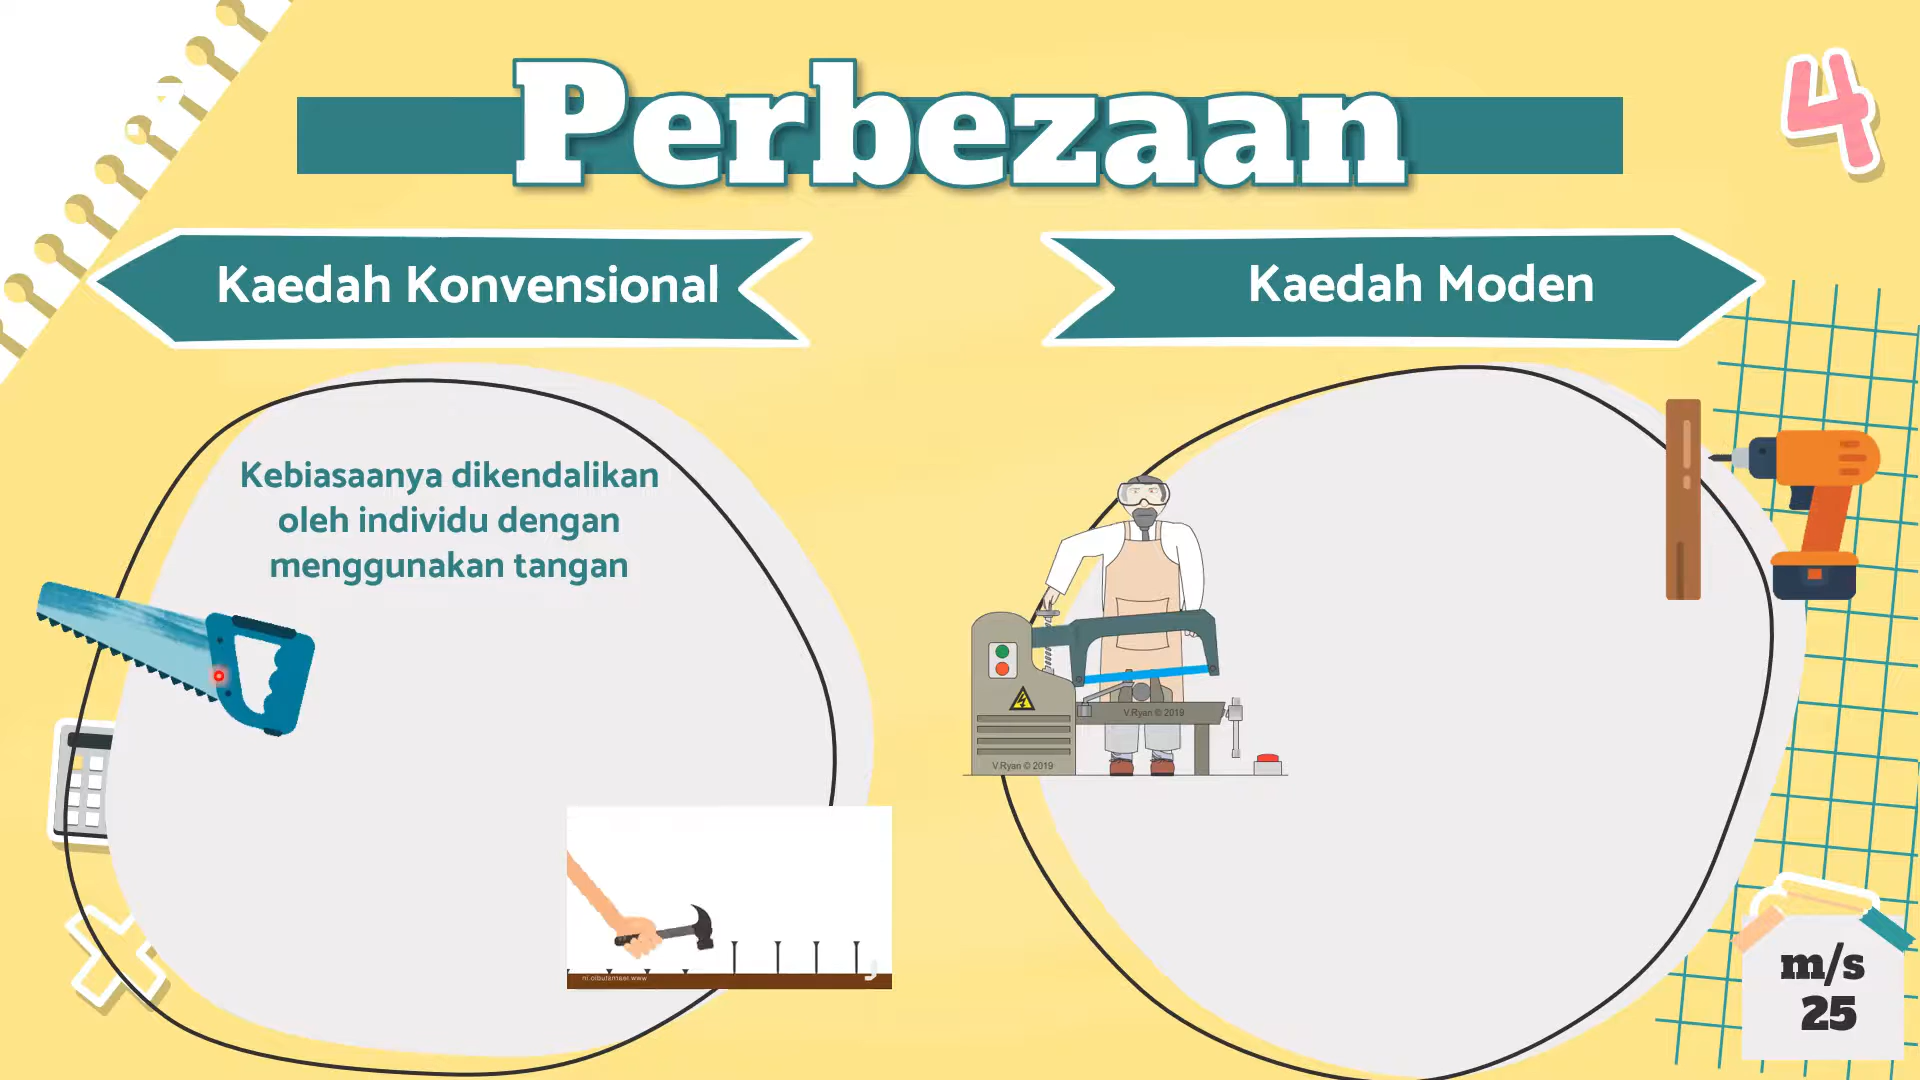 Perbezaan
4
Kaedah Konvensional
Kaedah Moden
Kebiasaanya dikendalikan
oleh individu dengan
menggunakan tangan
V.Ryan © 2019
V.Ryan © 2019
m/s
25